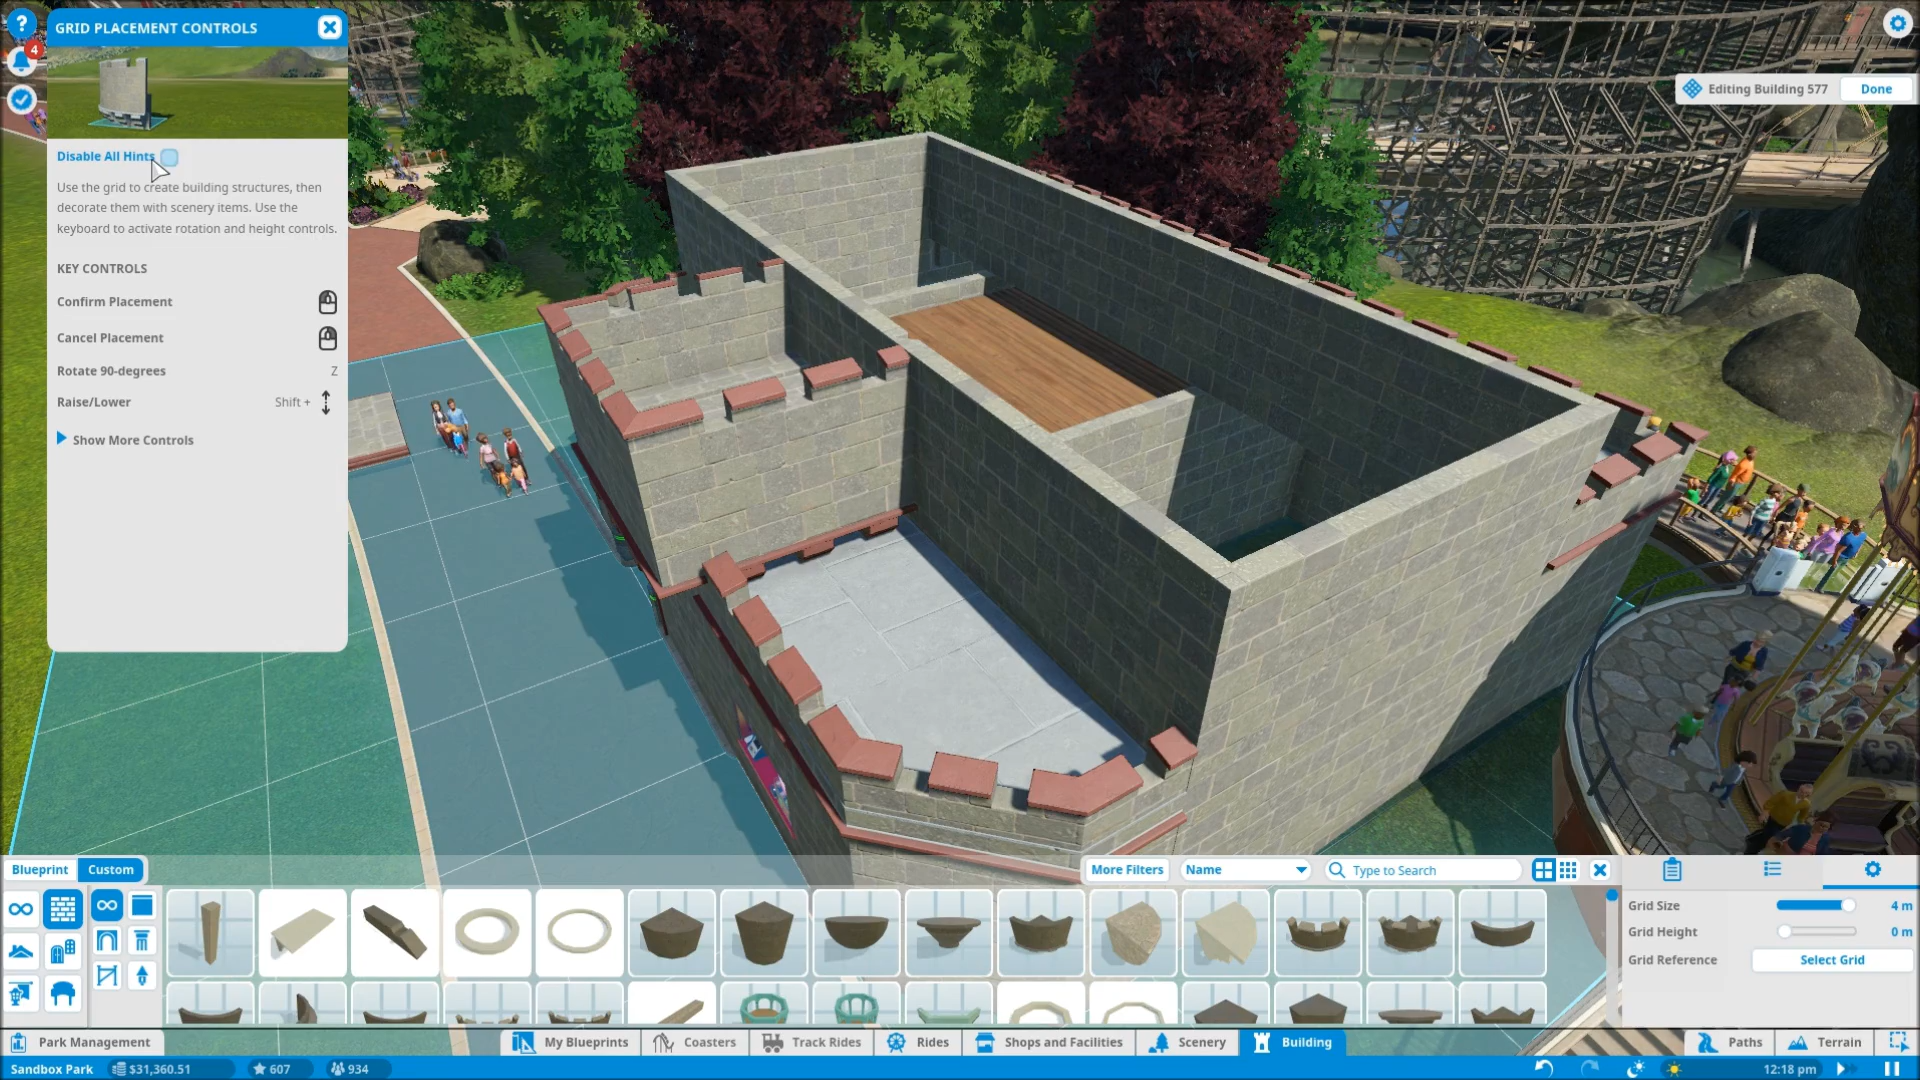 ?
GRID PLACEMENT CONTROLS
4
Disable All Hints
Use the grid to create building structures, then
decorate them with scenery items. Use the
keyboard to activate rotation and height controls.
KEY CONTROLS
Confirm Placement
Cancel Placement
Rotate 90-degrees Z
Raise/Lower Shift +
Show More Controls
Editing Building 577 Done
Blueprint Custom
More Filters Name Type to Search
Grid Size 4 m
Grid Height 0 m
Grid Reference Select Grid
Park Management My Blueprints Coasters Track Rides Rides Shops and Facilities Scenery Building Paths Terrain
Sandbox Park $31,360.51 607 934 12:18 pm